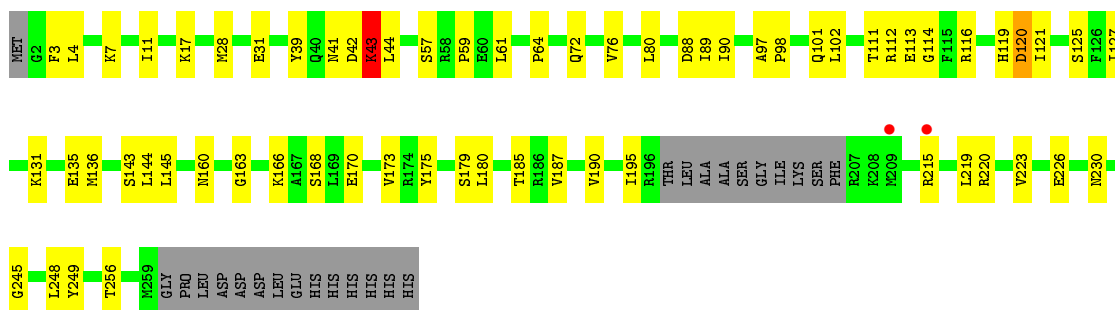 MET G2 F3 L4 K7 I11 K17 M28 E31 Y39 Q40 N41 D42 K43 L44 S57 R58 P59 E60 L61 P64 Q72 V76 L80 D88 I89 I90 A97 P98 Q101 L102 T111 R112 E113 G114 F115 R116 H119 D120 I121 S125 F126 L127
K131 E135 M136 S143 L144 L145 N160 G163 K166 A167 S168 L169 E170 V173 R174 Y175 S179 L180 T185 R186 V187 V190 I195 R196 THR LEU ALA ALA SER GLY ILE LYS SER PHE R207 K208 M209 R215 L219 R220 V223 E226 N230
G245 L248 Y249 T256 M259 GLY PRO LEU ASP ASP ASP LEU GLU HIS HIS HIS HIS HIS HIS